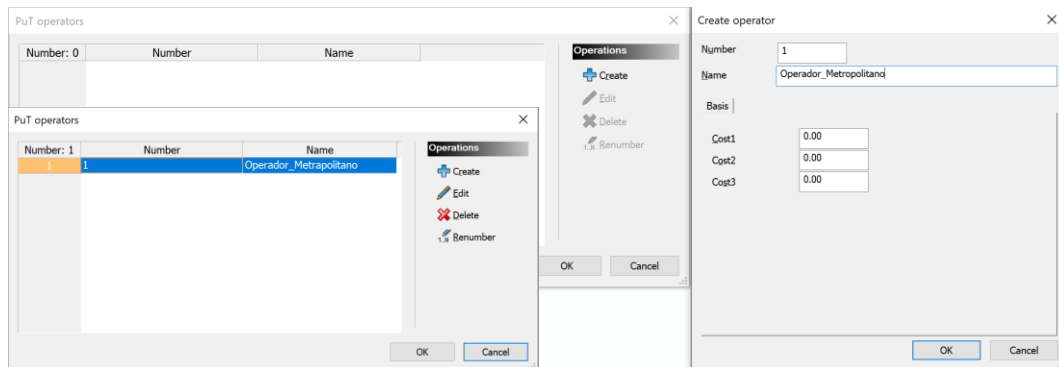 PuT operators
Number: 0 Number Name
Operations
Create
Edit
Delete
Renumber
OK Cancel
PuT operators
Number: 1 Number Name
1 1 Operador_Metrapolitano
Operations
Create
Edit
Delete
Renumber
OK Cancel
Create operator
Number 1
Name Operador_Metropolitano
Basis
Cost1 0.00
Cost2 0.00
Cost3 0.00
OK Cancel